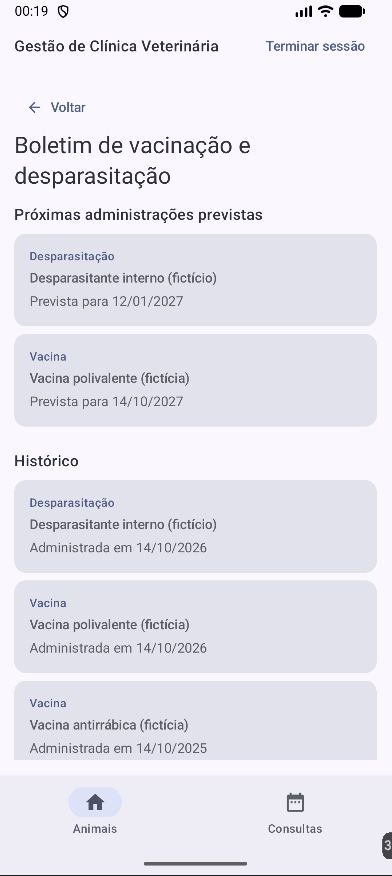 00:19
Gestão de Clínica Veterinária
Terminar sessão
Voltar
Boletim de vacinação e
desparasitação
Próximas administrações previstas
Desparasitação
Desparasitante interno (fictício)
Prevista para 12/01/2027
Vacina
Vacina polivalente (fictícia)
Prevista para 14/10/2027
Histórico
Desparasitação
Desparasitante interno (fictício)
Administrada em 14/10/2026
Vacina
Vacina polivalente (fictícia)
Administrada em 14/10/2026
Vacina
Vacina antirrábica (fictícia)
Administrada em 14/10/2025
Animais
Consultas
3